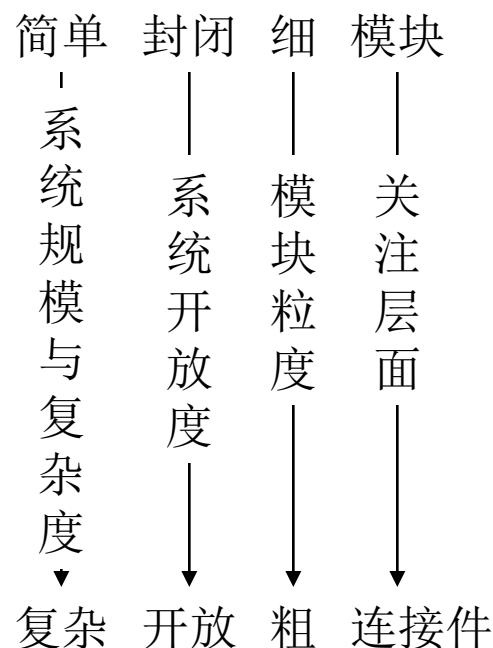 简单 封闭 细 模块
系统规模与复杂度
系统开放度
模块粒度
关注层面
复杂 开放 粗 连接件